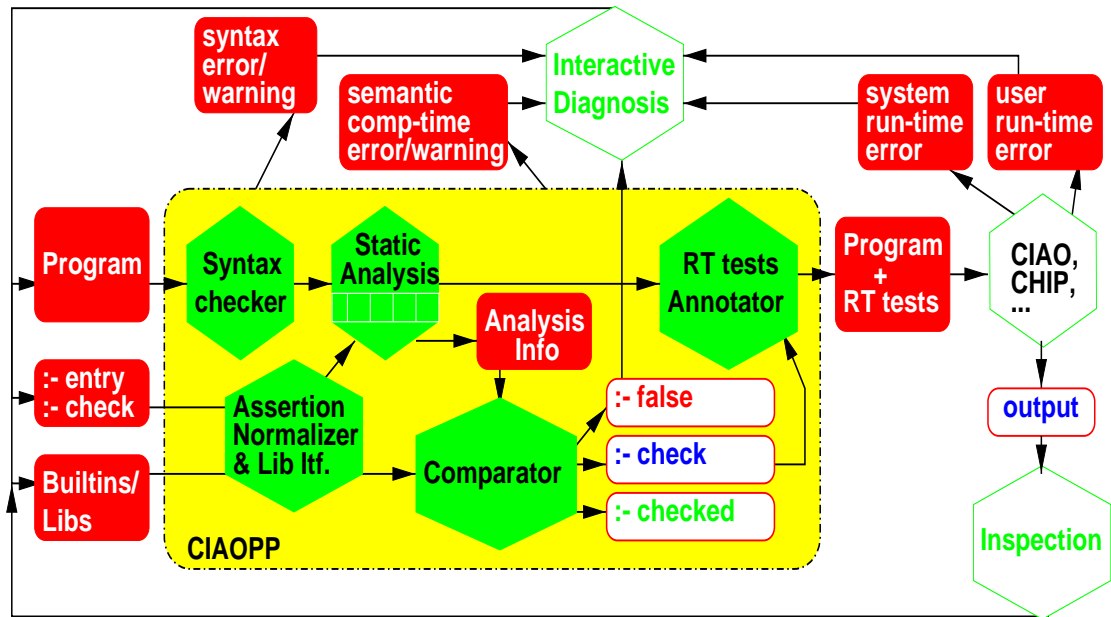 syntax
error/
warning
semantic
comp-time
error/warning
Interactive
Diagnosis
system
run-time
error
user
run-time
error
Program
Syntax
checker
Static
Analysis
RT tests
Annotator
Program
+
RT tests
CIAO,
CHIP,
...
Analysis
Info
:- entry
:- check
Assertion
Normalizer
& Lib Itf.
Comparator
:- false
:- check
:- checked
output
Builtins/
Libs
CIAOPP
Inspection